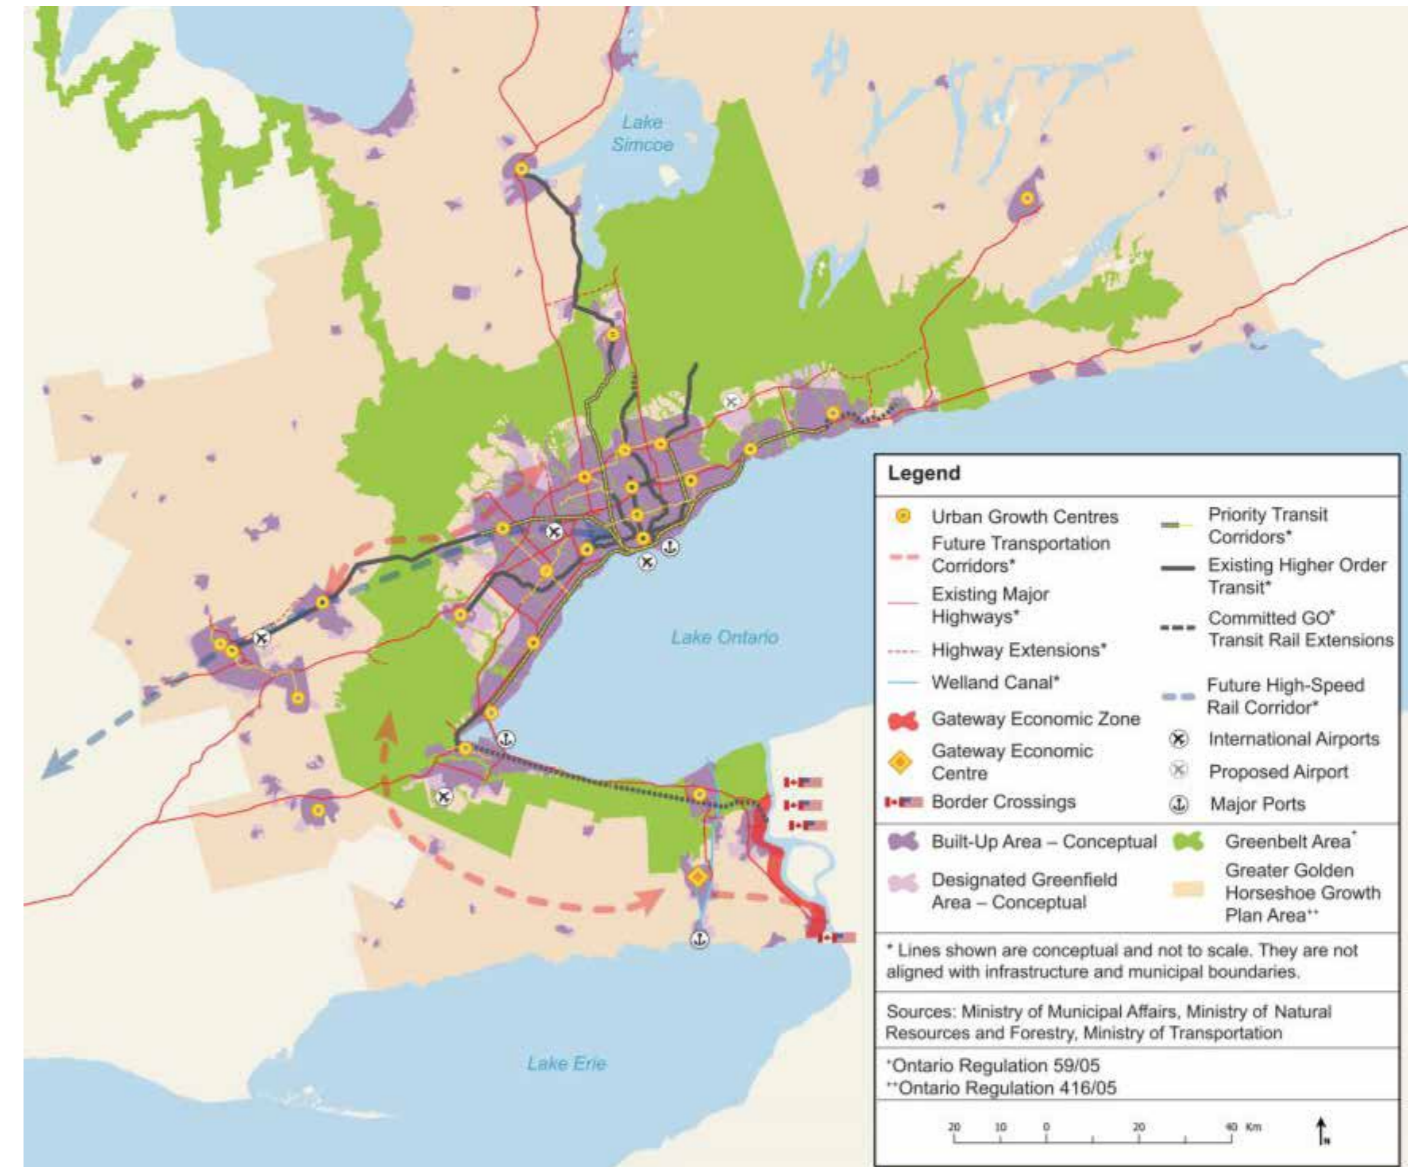 Lake
Simcoe
Lake Ontario
Lake Erie
Legend
Urban Growth Centres
Future Transportation
Corridors*
Existing Major
Highways*
Highway Extensions*
Welland Canal*
Gateway Economic Zone
Gateway Economic
Centre
Border Crossings
Priority Transit
Corridors*
Existing Higher Order
Transit*
Committed GO*
Transit Rail Extensions
Future High-Speed
Rail Corridor*
International Airports
Proposed Airport
Major Ports
Built-Up Area – Conceptual
Designated Greenfield
Area – Conceptual
Greenbelt Area+
Greater Golden
Horseshoe Growth
Plan Area++
* Lines shown are conceptual and not to scale. They are not
aligned with infrastructure and municipal boundaries.
Sources: Ministry of Municipal Affairs, Ministry of Natural
Resources and Forestry, Ministry of Transportation
+Ontario Regulation 59/05
++Ontario Regulation 416/05
20 10 0 20 40 Km
N